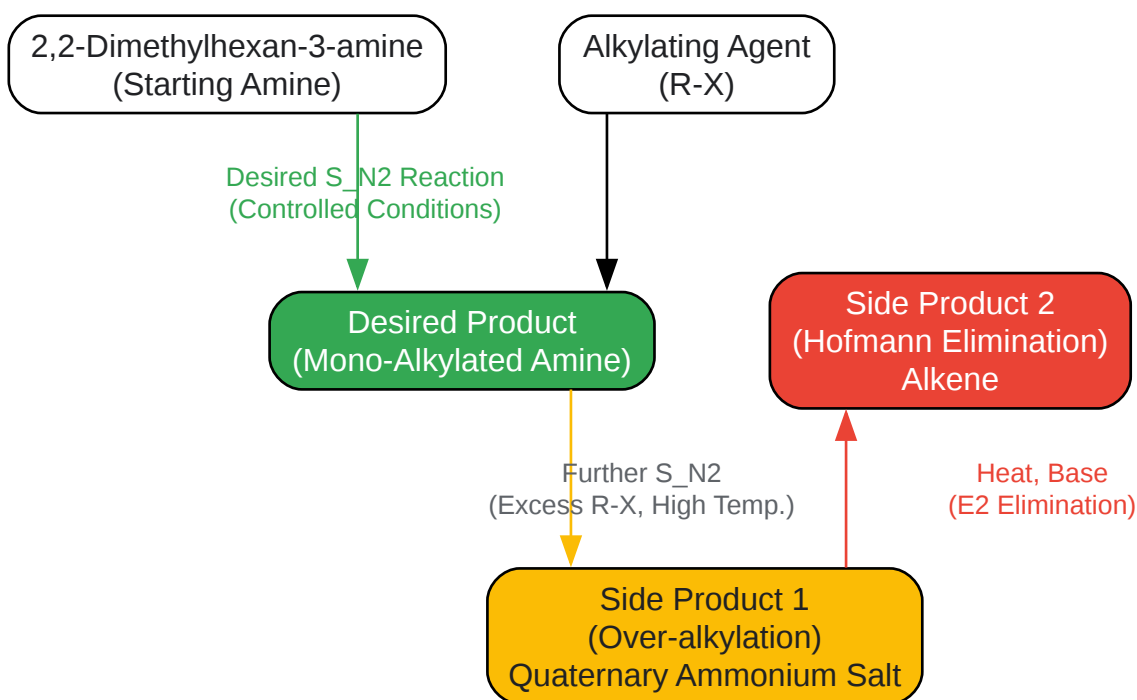 2,2-Dimethylhexan-3-amine
(Starting Amine)
Alkylating Agent
(R-X)
Desired S_N2 Reaction
(Controlled Conditions)
Desired Product
(Mono-Alkylated Amine)
Side Product 2
(Hofmann Elimination)
Alkene
Further S_N2
(Excess R-X, High Temp.)
Heat, Base
(E2 Elimination)
Side Product 1
(Over-alkylation)
Quaternary Ammonium Salt